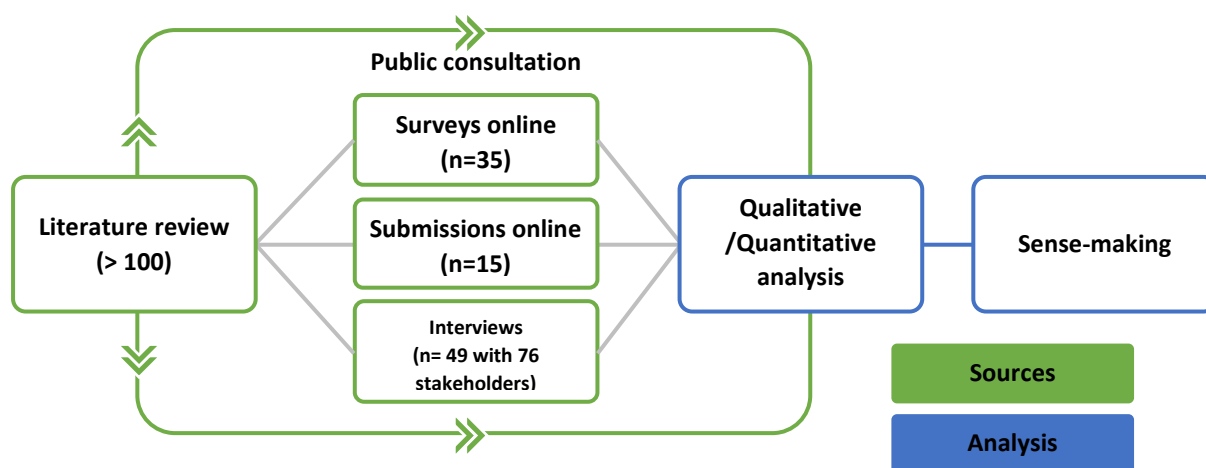 Public consultation
Surveys online
(n=35)
Literature review
(> 100)
Submissions online
(n=15)
Interviews
(n= 49 with 76
stakeholders)
Qualitative
/Quantitative
analysis
Sense-making
Sources
Analysis